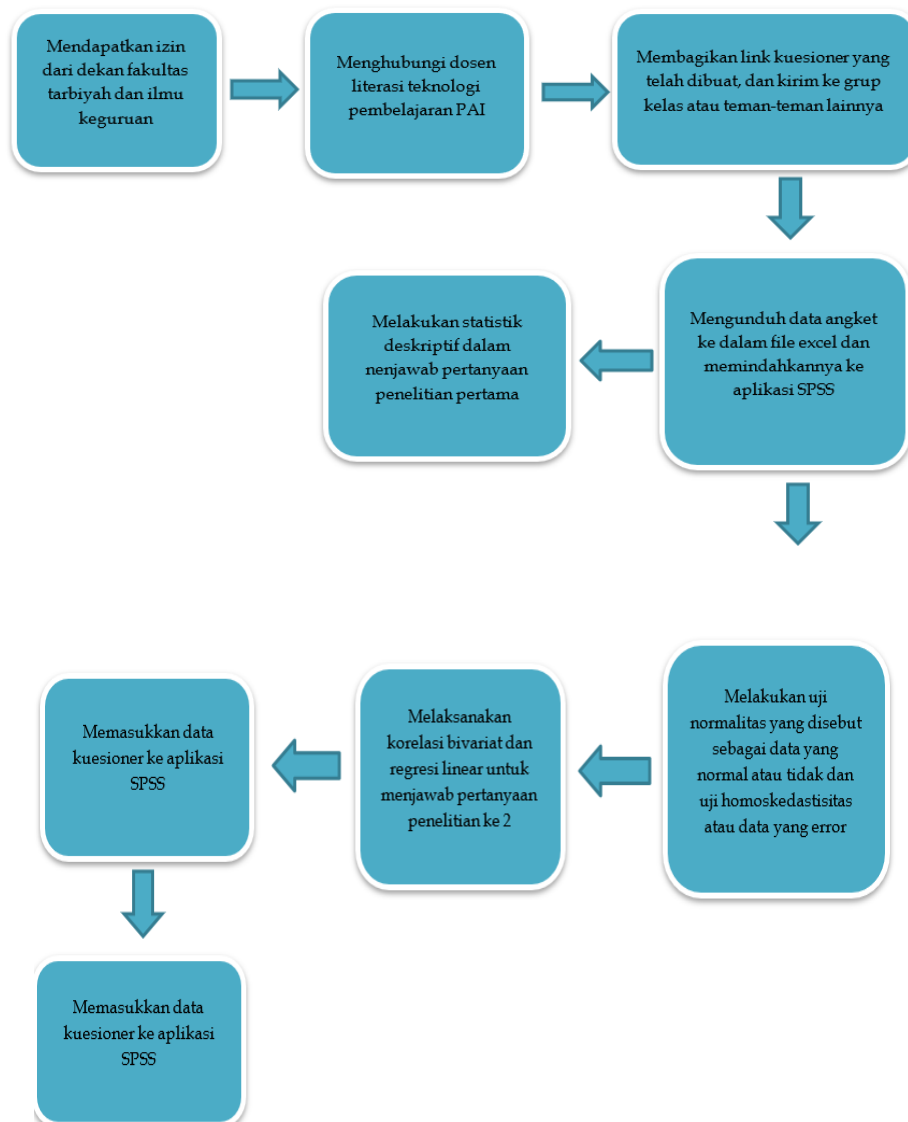 Mendapatkan izin
dari dekan fakultas
tarbiyah dan ilmu
keguruan
Menghubungi dosen
literasi teknologi
pembelajaran PAI
Membagikan link kuesioner yang
telah dibuat, dan kirim ke grup
kelas atau teman-teman lainnya
Mengunduh data angket
ke dalam file excel dan
memindahkannya ke
aplikasi SPSS
Melakukan statistik
deskriptif dalam
nenjawab pertanyaan
penelitian pertama
Melakukan uji
normalitas yang disebut
sebagai data yang
normal atau tidak dan
uji homoskedastisitas
atau data yang error
Melaksanakan
korelasi bivariat dan
regresi linear untuk
menjawab pertanyaan
penelitian ke 2
Memasukkan data
kuesioner ke aplikasi
SPSS
Memasukkan data
kuesioner ke aplikasi
SPSS